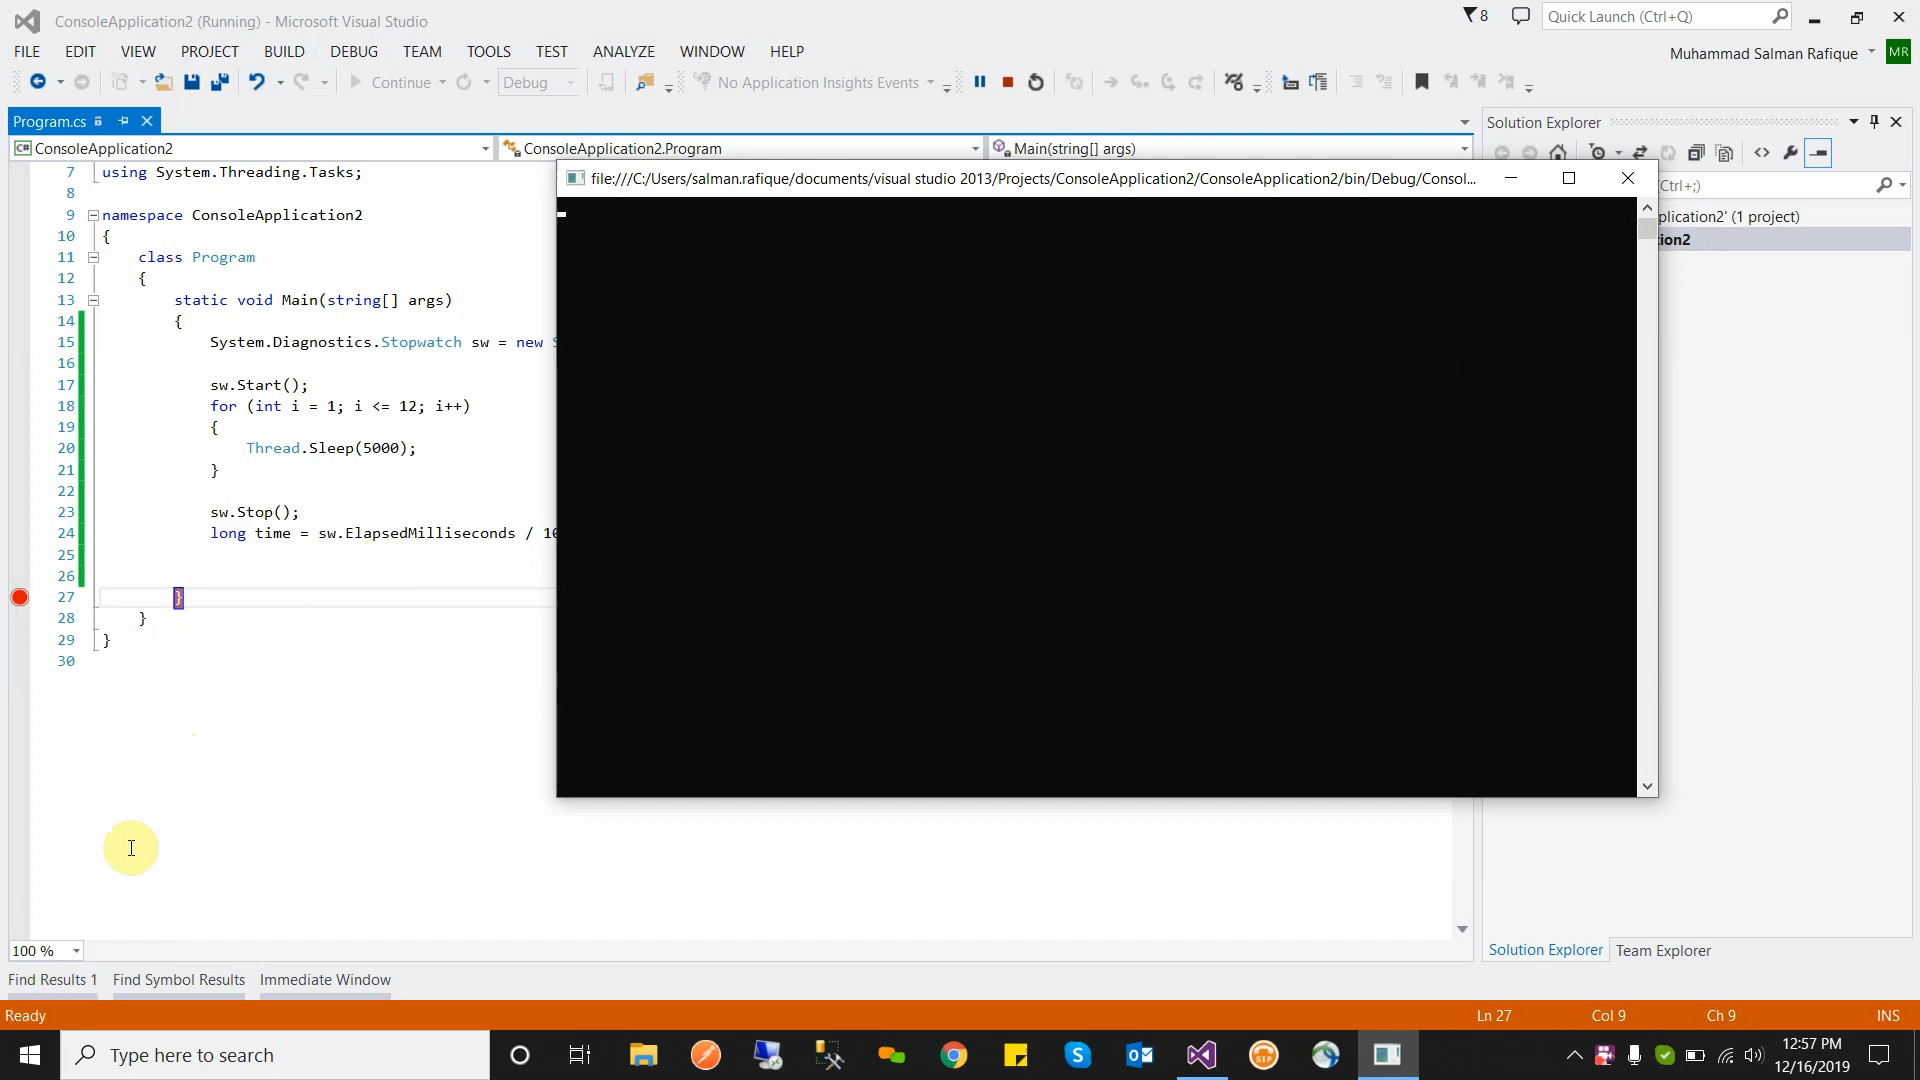 ConsoleApplication2 (Running) - Microsoft Visual Studio
8
Quick Launch (Ctrl+Q)
FILE EDIT VIEW PROJECT BUILD DEBUG TEAM TOOLS TEST ANALYZE WINDOW HELP
Muhammad Salman Rafique MR
Continue Debug No Application Insights Events
Program.cs
Solution Explorer
ConsoleApplication2 ConsoleApplication2.Program Main(string[] args)
file:///C:/Users/salman.rafique/documents/visual studio 2013/Projects/ConsoleApplication2/ConsoleApplication2/bin/Debug/Consol...
(Ctrl+;)
plication2' (1 project)
tion2
7 using System.Threading.Tasks;
8
9 namespace ConsoleApplication2
10 {
11 class Program
12 {
13 static void Main(string[] args)
14 {
15 System.Diagnostics.Stopwatch sw = new
16
17 sw.Start();
18 for (int i = 1; i <= 12; i++)
19 {
20 Thread.Sleep(5000);
21 }
22
23 sw.Stop();
24 long time = sw.ElapsedMilliseconds / 10
25
26
27 }
28 }
29 }
30
100 %
Solution Explorer Team Explorer
Find Results 1 Find Symbol Results Immediate Window
Ready Ln 27 Col 9 Ch 9 INS
Type here to search
SIP
12:57 PM
12/16/2019